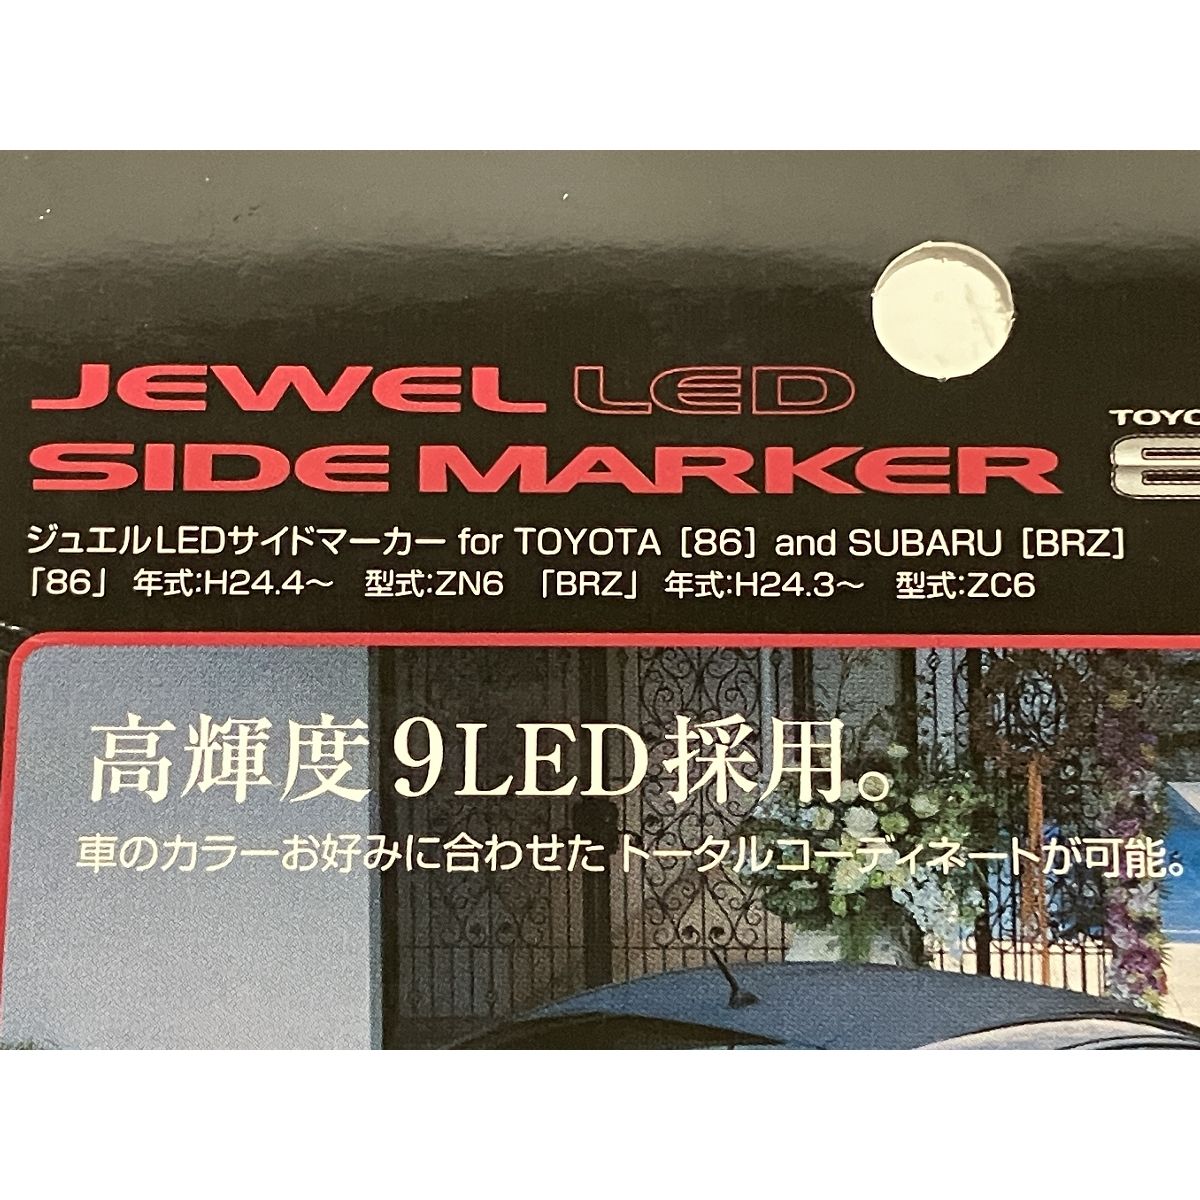 JEWEL LED
SIDE MARKER
ジュエルLEDサイドマーカー for TOYOTA [86] and SUBARU [BRZ]
「86」 年式:H24.4〜 型式:ZN6 「BRZ」 年式:H24.3〜 型式:ZC6
高輝度9LED採用。
車のカラーお好みに合わせたトータルコーディネートが可能。